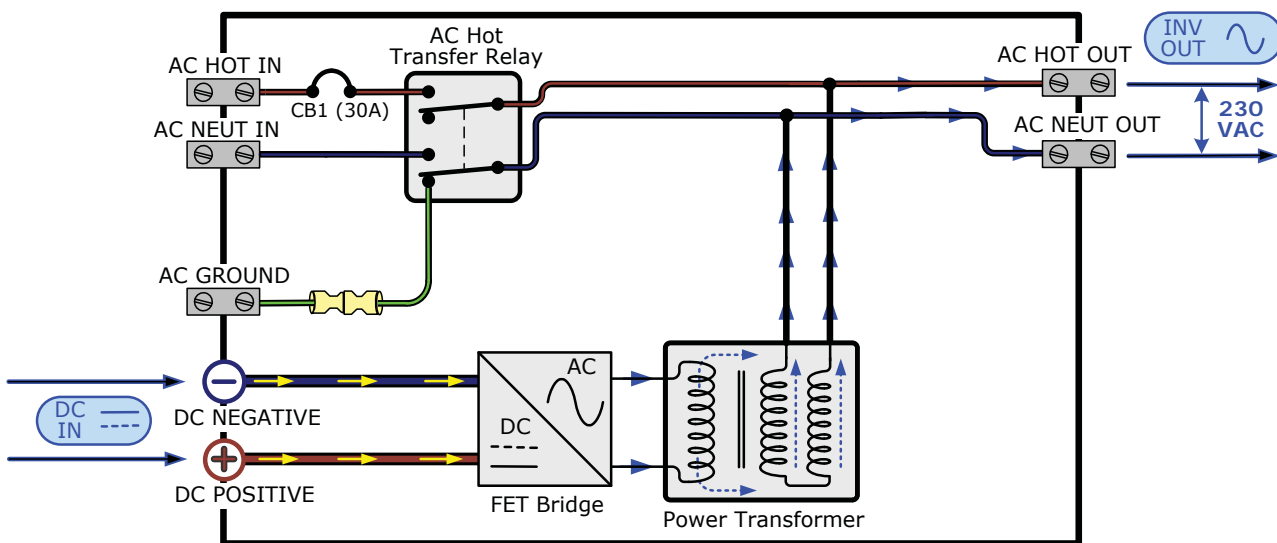 AC Hot
Transfer Relay
INV
OUT
AC HOT IN
AC HOT OUT
CB1 (30A)
AC NEUT IN
AC NEUT OUT
230
VAC
AC GROUND
DC
IN
DC NEGATIVE
DC POSITIVE
AC
DC
FET Bridge
Power Transformer